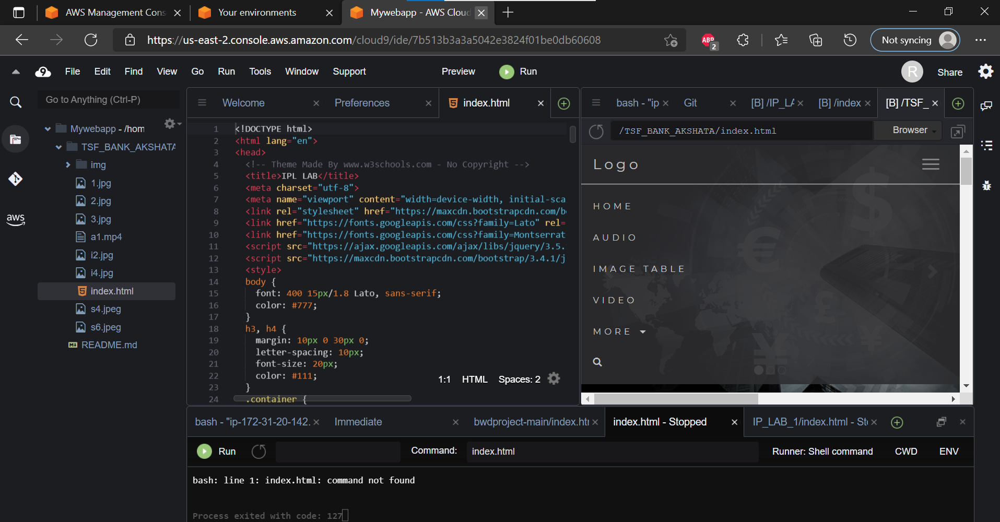 AWS Management Cons
Your environments
Mywebapp - AWS Cloud
https://us-east-2.console.aws.amazon.com/cloud9/ide/7b513b3a3a5042e3824f01be0db60608
ABP
2
Not syncing
9
File Edit Find View Go Run Tools Window Support
Preview
Run
R
Share
Go to Anything (Ctrl-P)
Mywebapp - /hom
TSF_BANK_AKSHATA
img
1.jpg
2.jpg
3.jpg
a1.mp4
i2.jpg
i4.jpg
index.html
s4.jpeg
s6.jpeg
README.md
aws
Welcome
Preferences
index.html
1 <!DOCTYPE html>
2 <html lang="en">
3 <head>
4 <!-- Theme Made By www.w3schools.com - No Copyright -->
5 <title>IPL LAB</title>
6 <meta charset="utf-8">
7 <meta name="viewport" content="width=device-width, initial-sca
8 <link rel="stylesheet" href="https://maxcdn.bootstrapcdn.com/b
9 <link href="https://fonts.googleapis.com/css?family=Lato" rel=
10 <link href="https://fonts.googleapis.com/css?family=Montserrat
11 <script src="https://ajax.googleapis.com/ajax/libs/jquery/3.5.
12 <script src="https://maxcdn.bootstrapcdn.com/bootstrap/3.4.1/j
13 <style>
14 body {
15 font: 400 15px/1.8 Lato, sans-serif;
16 color: #777;
17 }
18 h3, h4 {
19 margin: 10px 0 30px 0;
20 letter-spacing: 10px;
21 font-size: 20px;
22 color: #111;
23 }
24 .container {
1:1 HTML Spaces: 2
bash - "ip
Git
[B] /IP_LA
[B] /index
[B] /TSF_
/TSF_BANK_AKSHATA/index.html
Browser
Logo
HOME
AUDIO
IMAGE TABLE
VIDEO
MORE
bash - "ip-172-31-20-142.
Immediate
bwdproject-main/index.htr
index.html - Stopped
IP_LAB_1/index.html - Sto
Run
Command:
index.html
Runner: Shell command
CWD
ENV
bash: line 1: index.html: command not found
Process exited with code: 127